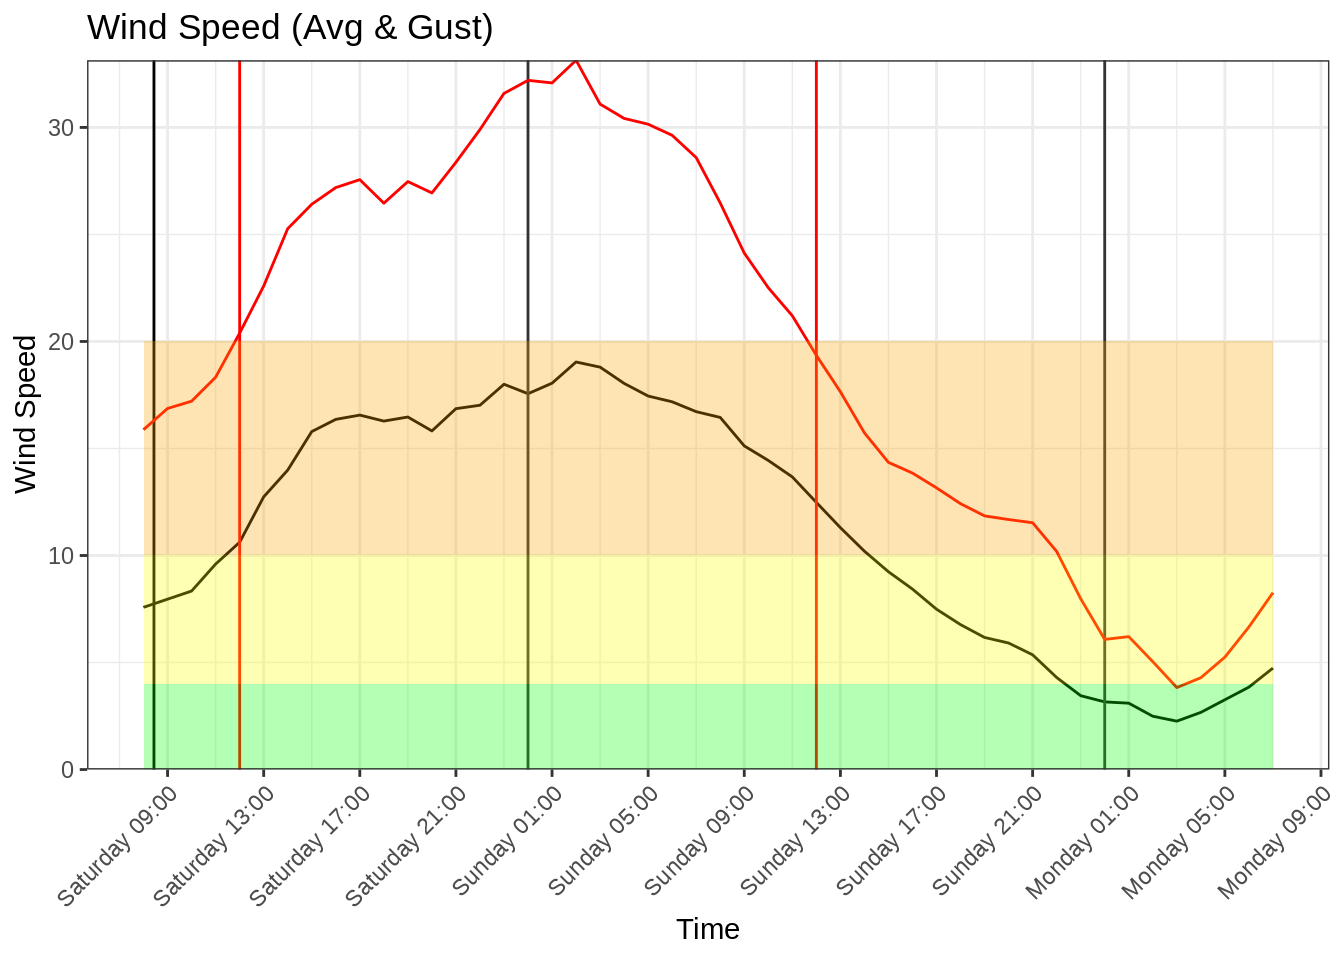 Wind Speed (Avg & Gust)
Wind Speed
30
20
10
0
Saturday 09:00
Saturday 13:00
Saturday 17:00
Saturday 21:00
Sunday 01:00
Sunday 05:00
Sunday 09:00
Sunday 13:00
Sunday 17:00
Sunday 21:00
Monday 01:00
Monday 05:00
Monday 09:00
Time